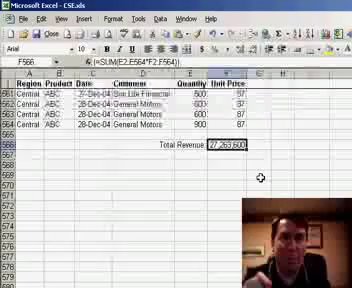 Microsoft Excel - CSE.xls
File Edit View Insert Format Tools Data Window Help
Arial 10 B I U
F566 {=SUM(E2:E564*F2:F564)}
A B C D E F G H
Region Product Date Customer Quantity Unit Price
561 Central ABC 27-Dec-04 Sun Life Financial 500 87
562 Central ABC 28-Dec-04 General Motors 600 87
563 Central ABC 28-Dec-04 General Motors 600 87
564 Central ABC 28-Dec-04 General Motors 900 87
565
566 Total Revenue: 27,263,600
567
568
569
570
571
572
573
574
575
576
577
578
579